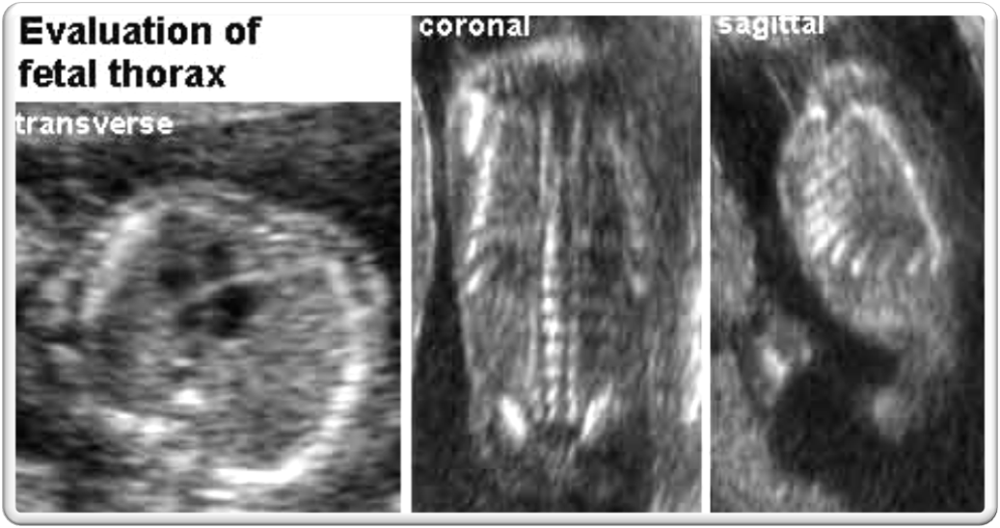 Evaluation of
fetal thorax
transverse
coronal
sagittal